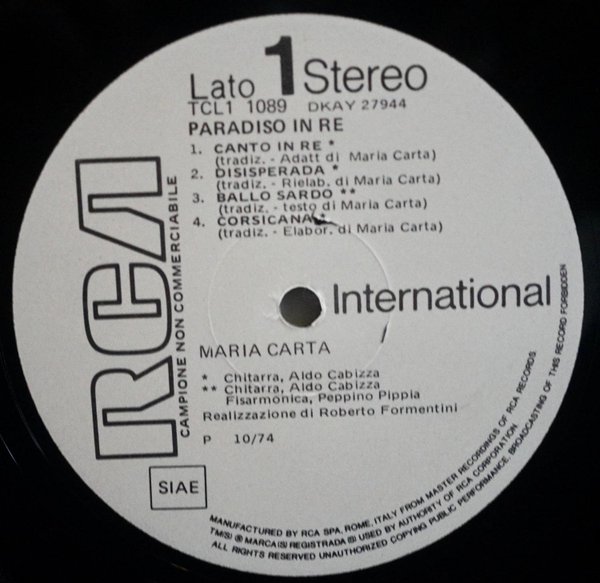 Lato 1 Stereo
TCL1 1089 DKAY 27944
PARADISO IN RE
1. CANTO IN RE *
(tradiz. - Adatt di Maria Carta)
2. DISISPERADA *
(tradiz. - Rielab. di Maria Carta)
3. BALLO SARDO **
(tradiz. - testo di Maria Carta)
4. CORSICANA *
(tradiz. - Elabor. di Maria Carta)
RCA
CAMPIONE NON COMMERCIABILE
International
MARIA CARTA
* Chitarra, Aldo Cabizza
** Chitarra, Aldo Cabizza
Fisarmonica, Peppino Pippia
Realizzazione di Roberto Formentini
P 10/74
SIAE
MANUFACTURED BY RCA SPA, ROME, ITALY FROM MASTER RECORDINGS OF RCA RECORDS
TM(S) ® MARCA(S) REGISTRADA(S) USED BY AUTHORITY OF RCA CORPORATION
ALL RIGHTS RESERVED UNAUTHORIZED COPYING PUBLIC PERFORMANCE, BROADCASTING OF THIS RECORD FORBIDDEN